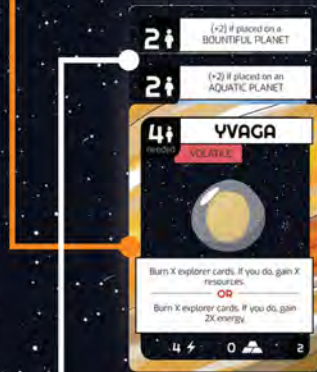 2 (+2) if placed on a
BOUNTIFUL PLANET
2 (+2) if placed on an
AQUATIC PLANET
4 YVAGA
needed
VOLATILE
Burn X explorer cards. If you do, gain X
resources.
OR
Burn X explorer cards. If you do, gain
2X energy.
4 0 2